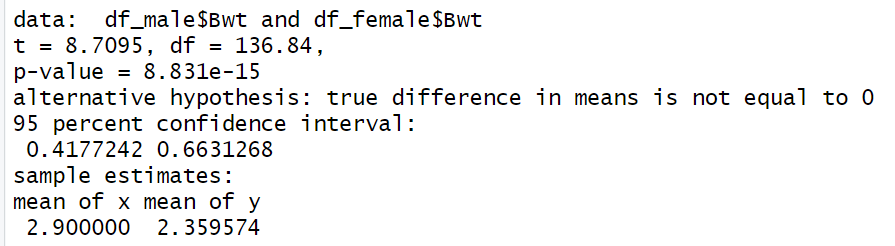 data:  df_male$Bwt and df_female$Bwt
t = 8.7095, df = 136.84,
p-value = 8.831e-15
alternative hypothesis: true difference in means is not equal to 0
95 percent confidence interval:
 0.4177242 0.6631268
sample estimates:
mean of x mean of y
 2.900000  2.359574